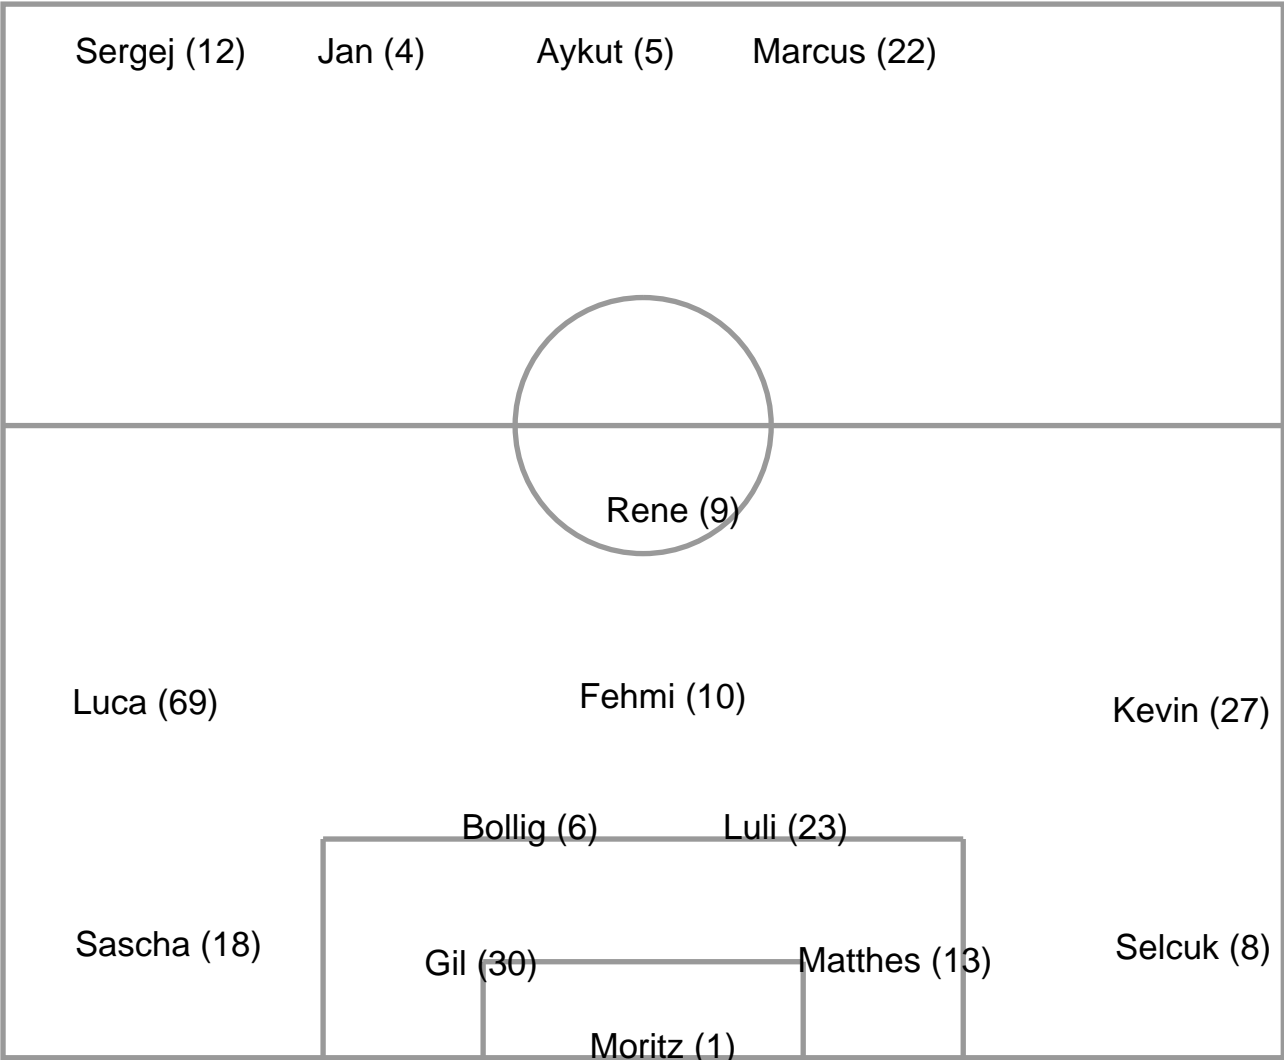 Sergej (12) Jan (4) Aykut (5) Marcus (22)
Rene (9)
Luca (69) Fehmi (10) Kevin (27)
Bollig (6) Luli (23)
Sascha (18) Gil (30) Matthes (13) Selcuk (8)
Moritz (1)